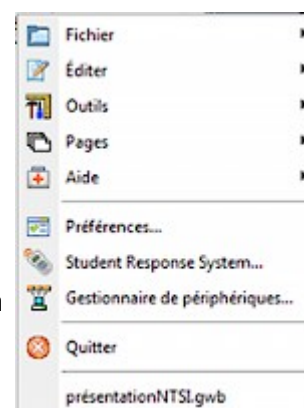 Fichier
Éditer
Outils
Pages
Aide
Préférences...
Student Response System...
Gestionnaire de périphériques...
Quitter
présentationNTSI.gwb